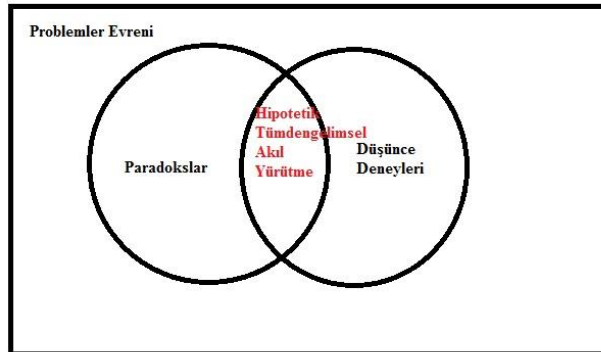 Problemler Evreni
Hipotetik
Tümdengelimsel
Akıl
Yürütme
Paradokslar
Düşünce
Deneyleri